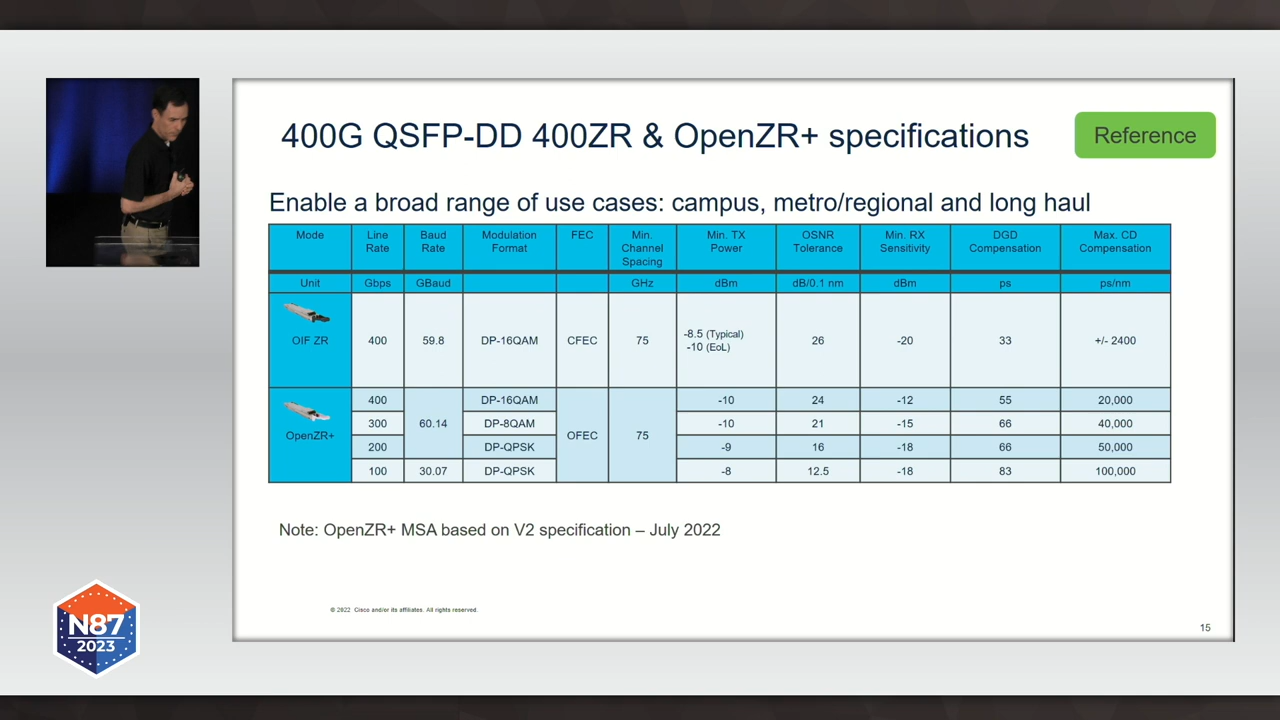 400G QSFP-DD 400ZR & OpenZR+ specifications
Reference
Enable a broad range of use cases: campus, metro/regional and long haul
Mode Line Rate Baud Rate Modulation Format FEC Min. Channel Spacing Min. TX Power OSNR Tolerance Min. RX Sensitivity DGD Compensation Max. CD Compensation
Unit Gbps GBaud GHz dBm dB/0.1 nm dBm ps ps/nm
OIF ZR 400 59.8 DP-16QAM CFEC 75 -8.5 (Typical) -10 (EoL) 26 -20 33 +/- 2400
OpenZR+ 60.14 OFEC 75
400 DP-16QAM -10 24 -12 55 20,000
300 DP-8QAM -10 21 -15 66 40,000
200 DP-QPSK -9 16 -18 66 50,000
100 30.07 DP-QPSK -8 12.5 -18 83 100,000
Note: OpenZR+ MSA based on V2 specification – July 2022
© 2022 Cisco and/or its affiliates. All rights reserved.
15
N87
2023